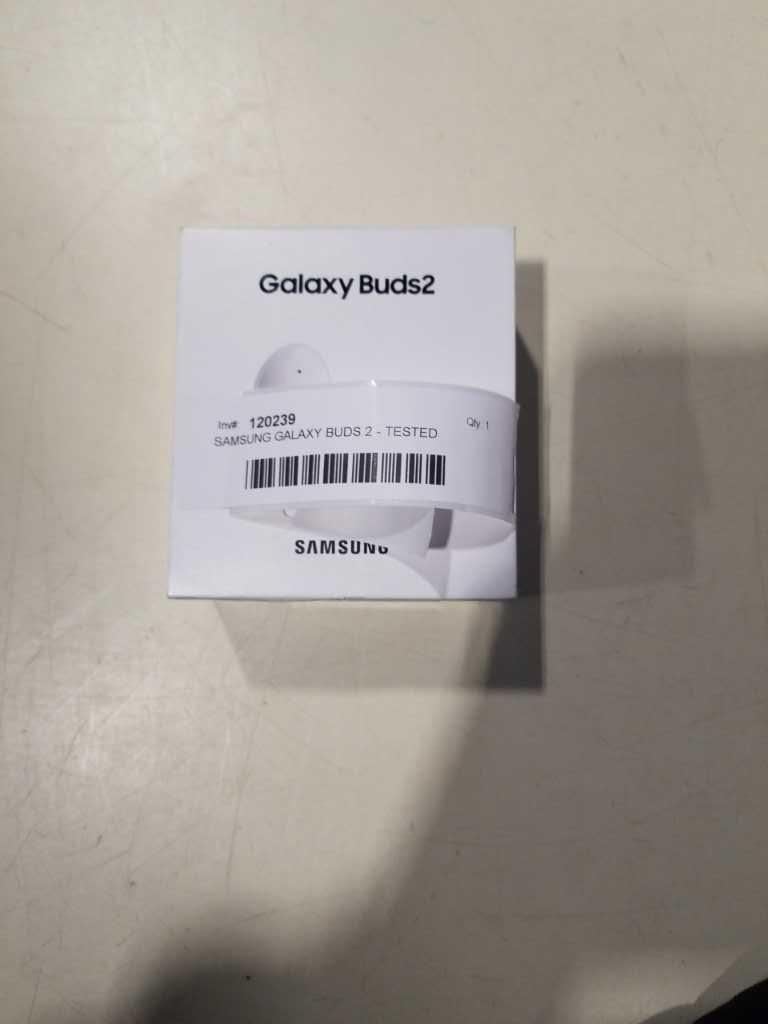 Galaxy Buds2
Inv# 120239 Qty. 1
SAMSUNG GALAXY BUDS 2 - TESTED
SAMSUNG